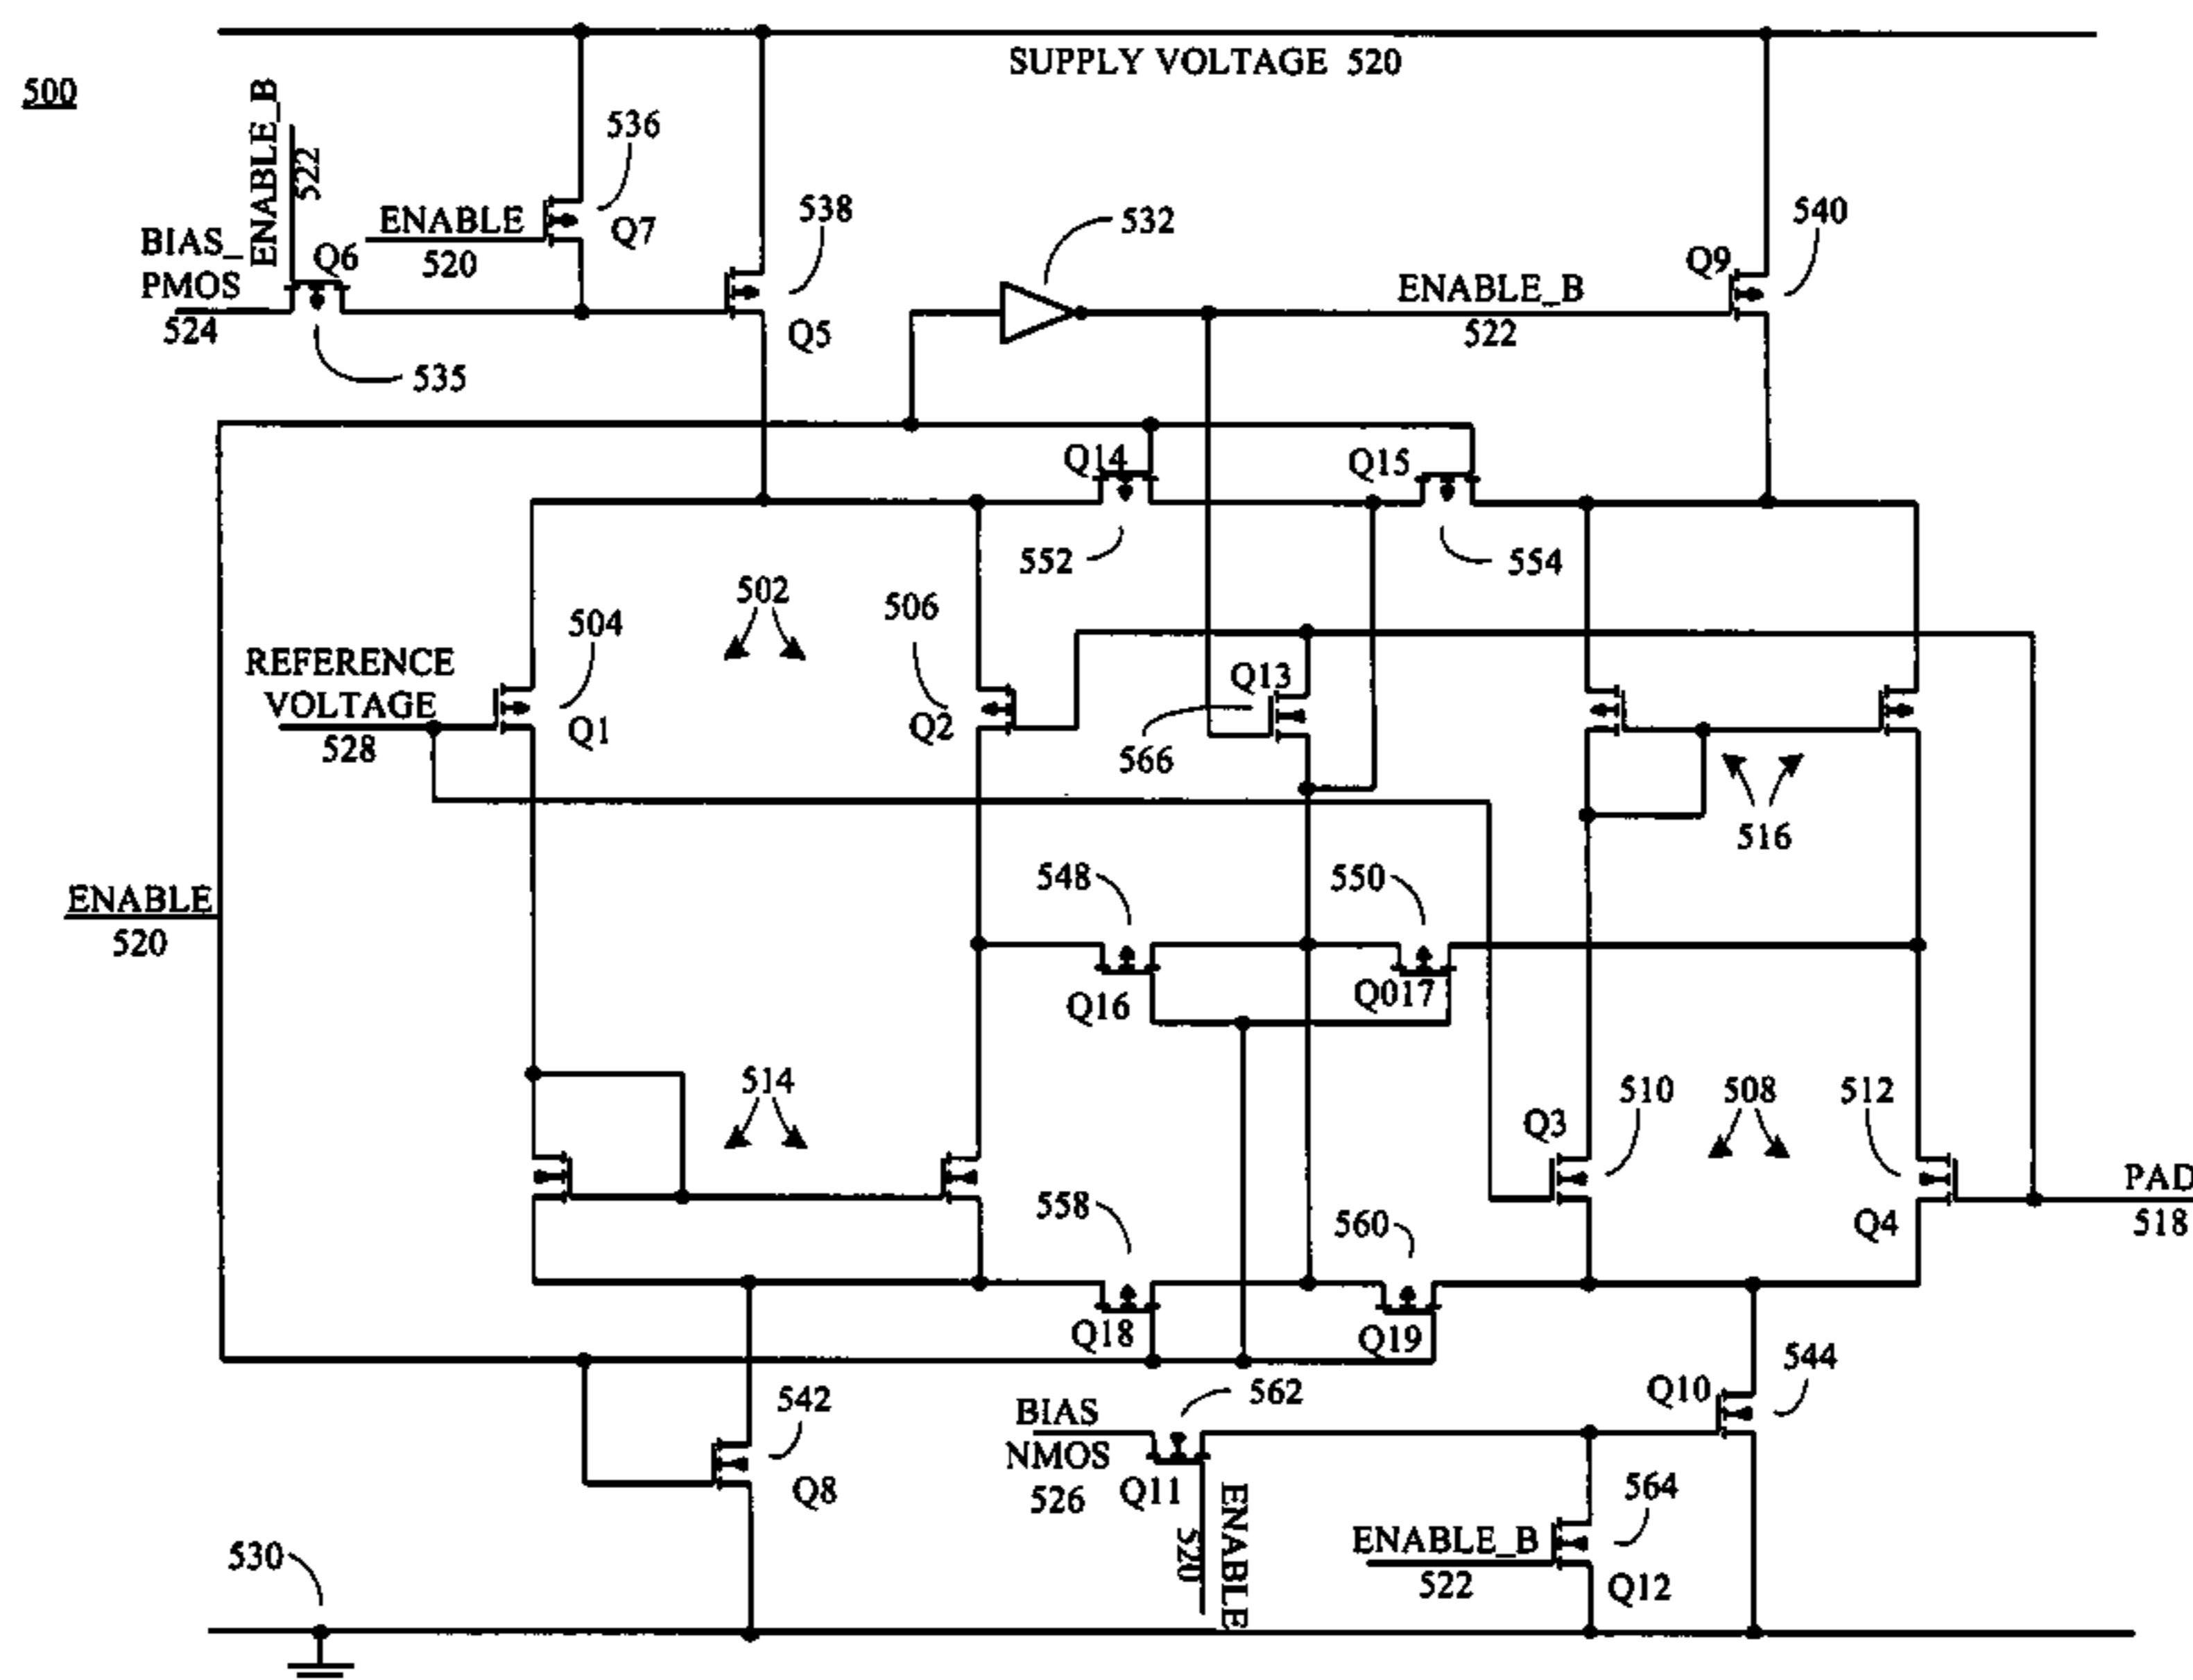 SUPPLY VOLTAGE 520
500
ENABLE_B
522
536
538
532
540
ENABLE
520
Q7
BIAS_
PMOS
524
Q6
Q9
ENABLE_B
522
Q5
535
Q14
Q15
552
554
502
506
504
REFERENCE
VOLTAGE
528
Q1
Q2
Q13
566
516
548
550
ENABLE
520
Q16
Q017
514
510
508
512
Q3
558
560
PAD
518
Q4
Q18
Q19
544
542
562
Q10
BIAS
NMOS
526
Q11
Q8
564
ENABLE
520
ENABLE_B
522
Q12
530